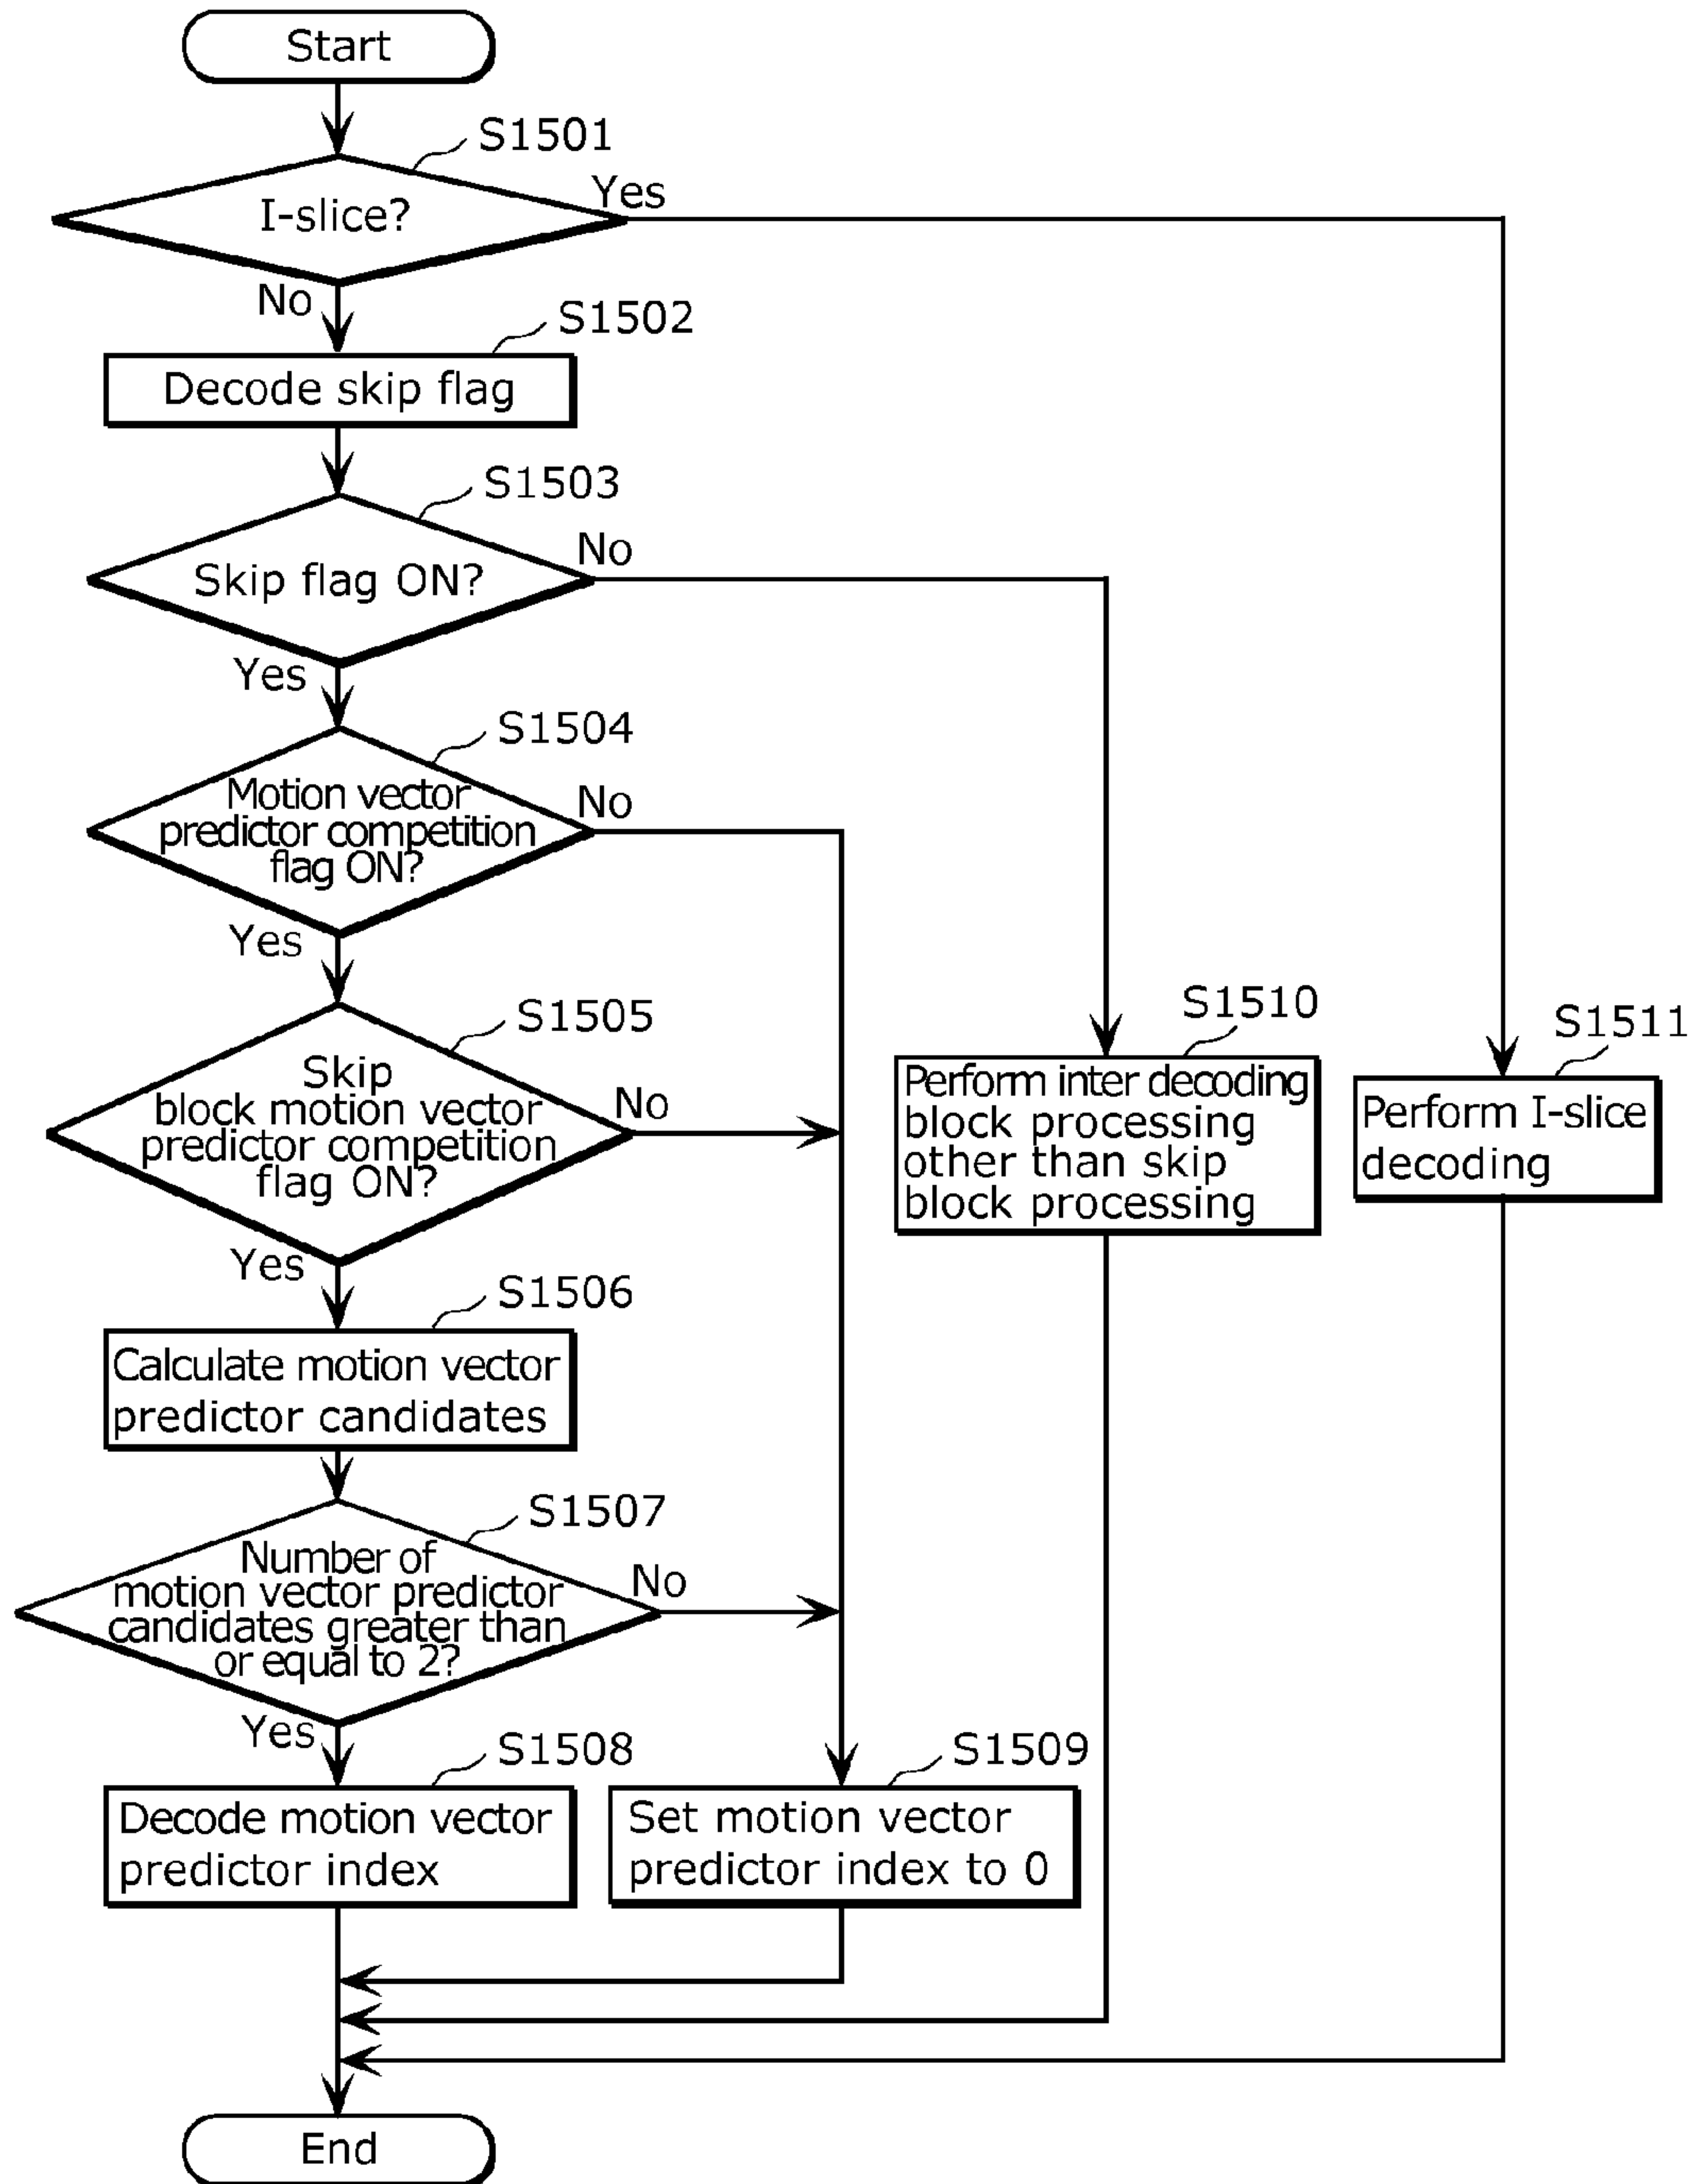 Start
S1501
I-slice?
Yes
No
S1502
Decode skip flag
S1503
Skip flag ON?
No
Yes
S1504
Motion vector
predictor competition
flag ON?
No
Yes
S1505
Skip
block motion vector
predictor competition
flag ON?
No
Yes
S1506
Calculate motion vector
predictor candidates
S1507
Number of
motion vector predictor
candidates greater than
or equal to 2?
No
Yes
S1508
Decode motion vector
predictor index
S1509
Set motion vector
predictor index to 0
S1510
Perform inter decoding
block processing
other than skip
block processing
S1511
Perform I-slice
decoding
End